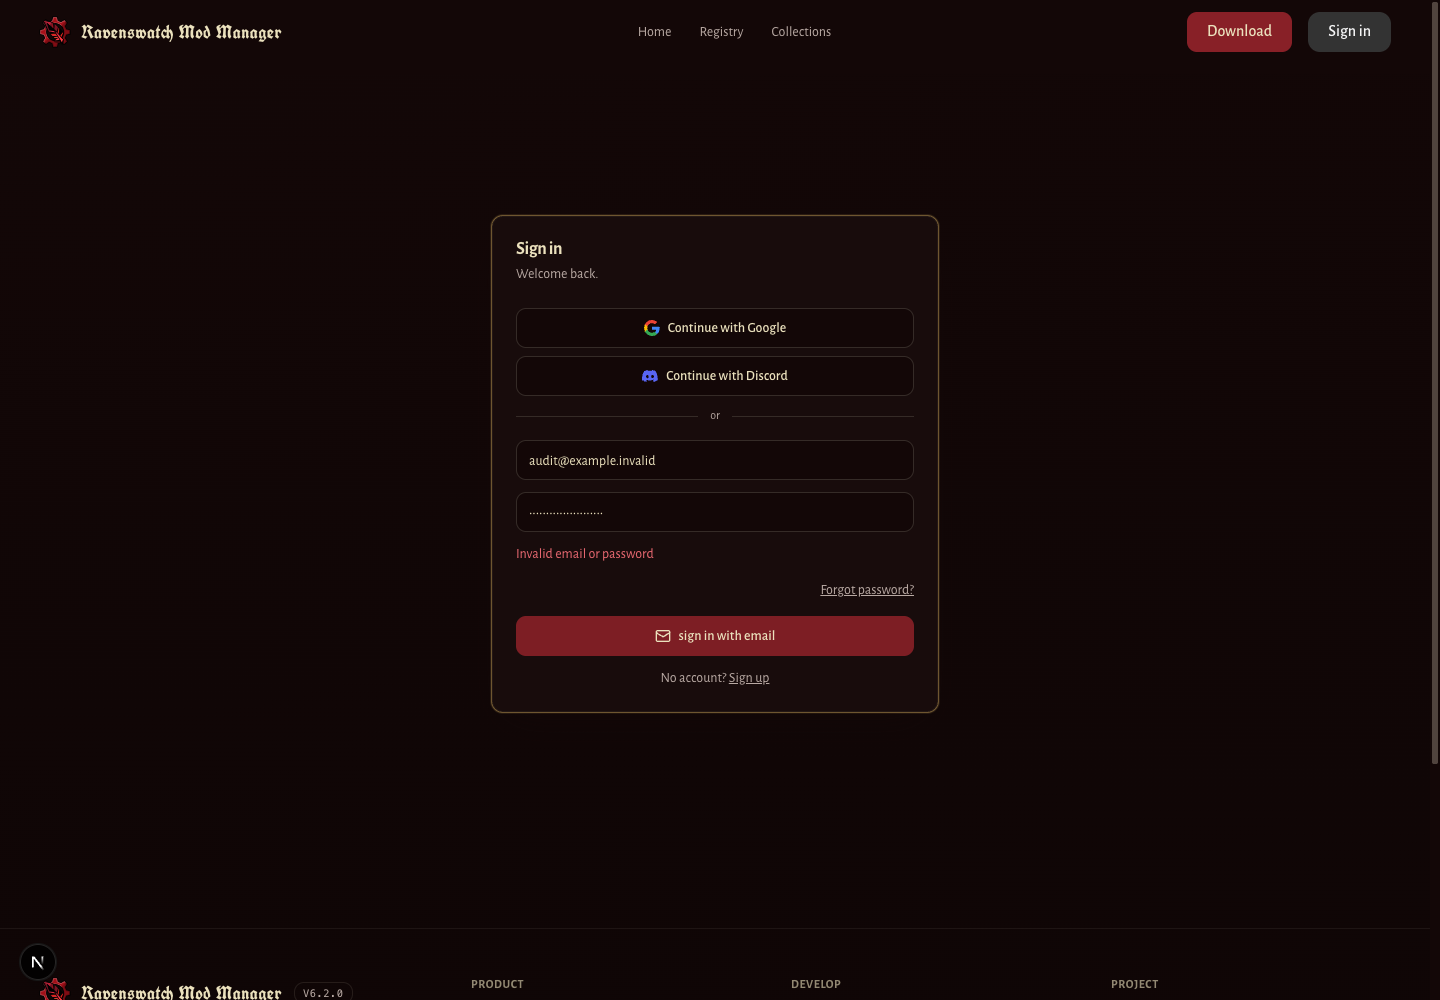 Ravenswatch Mod Manager
Home
Registry
Collections
Download
Sign in
Sign in
Welcome back.
Continue with Google
Continue with Discord
or
audit@example.invalid
Invalid email or password
Forgot password?
sign in with email
No account? Sign up
N
Ravenswatch Mod Manager
V6.2.0
PRODUCT
DEVELOP
PROJECT